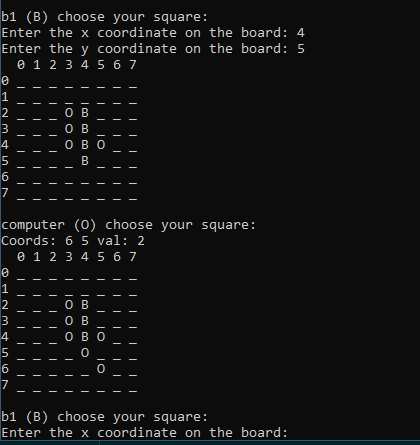 b1 (B) choose your square:
Enter the x coordinate on the board: 4
Enter the y coordinate on the board: 5
  0 1 2 3 4 5 6 7
0 _ _ _ _ _ _ _ _
1 _ _ _ _ _ _ _ _
2 _ _ _ O B _ _ _
3 _ _ _ O B _ _ _
4 _ _ _ O B O _ _
5 _ _ _ _ B _ _ _
6 _ _ _ _ _ _ _ _
7 _ _ _ _ _ _ _ _
computer (O) choose your square:
Coords: 6 5 val: 2
  0 1 2 3 4 5 6 7
0 _ _ _ _ _ _ _ _
1 _ _ _ _ _ _ _ _
2 _ _ _ O B _ _ _
3 _ _ _ O B _ _ _
4 _ _ _ O B O _ _
5 _ _ _ _ O _ _ _
6 _ _ _ _ _ O _ _
7 _ _ _ _ _ _ _ _
b1 (B) choose your square:
Enter the x coordinate on the board: